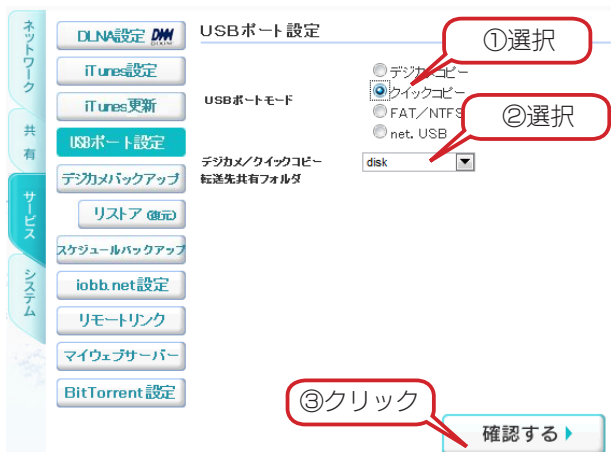 ネットワーク
共有
サービス
システム
DLNA設定
iTunes設定
iTunes更新
USBポート設定
デジカメバックアップ
リストア (復元)
スケジュールバックアップ
iobb.net設定
リモートリンク
マイウェブサーバー
BitTorrent設定
USBポート設定
①選択
USBポートモード
デジカメコピー
クイックコピー
FAT/NTFS
net. USB
②選択
デジカメ/クイックコピー
転送先共有フォルダ
disk
③クリック
確認する